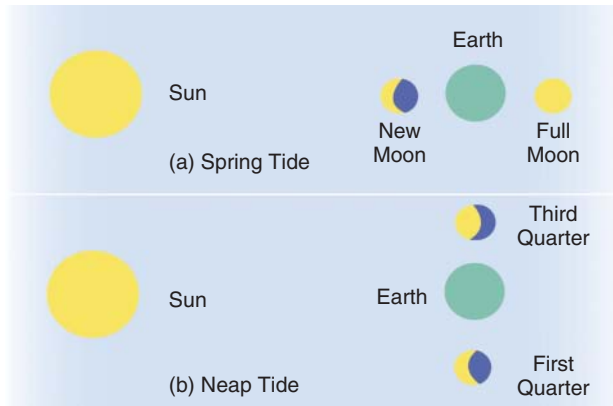 Earth
Sun
New
Moon
Full
Moon
(a) Spring Tide
Third
Quarter
Sun
Earth
First
Quarter
(b) Neap Tide